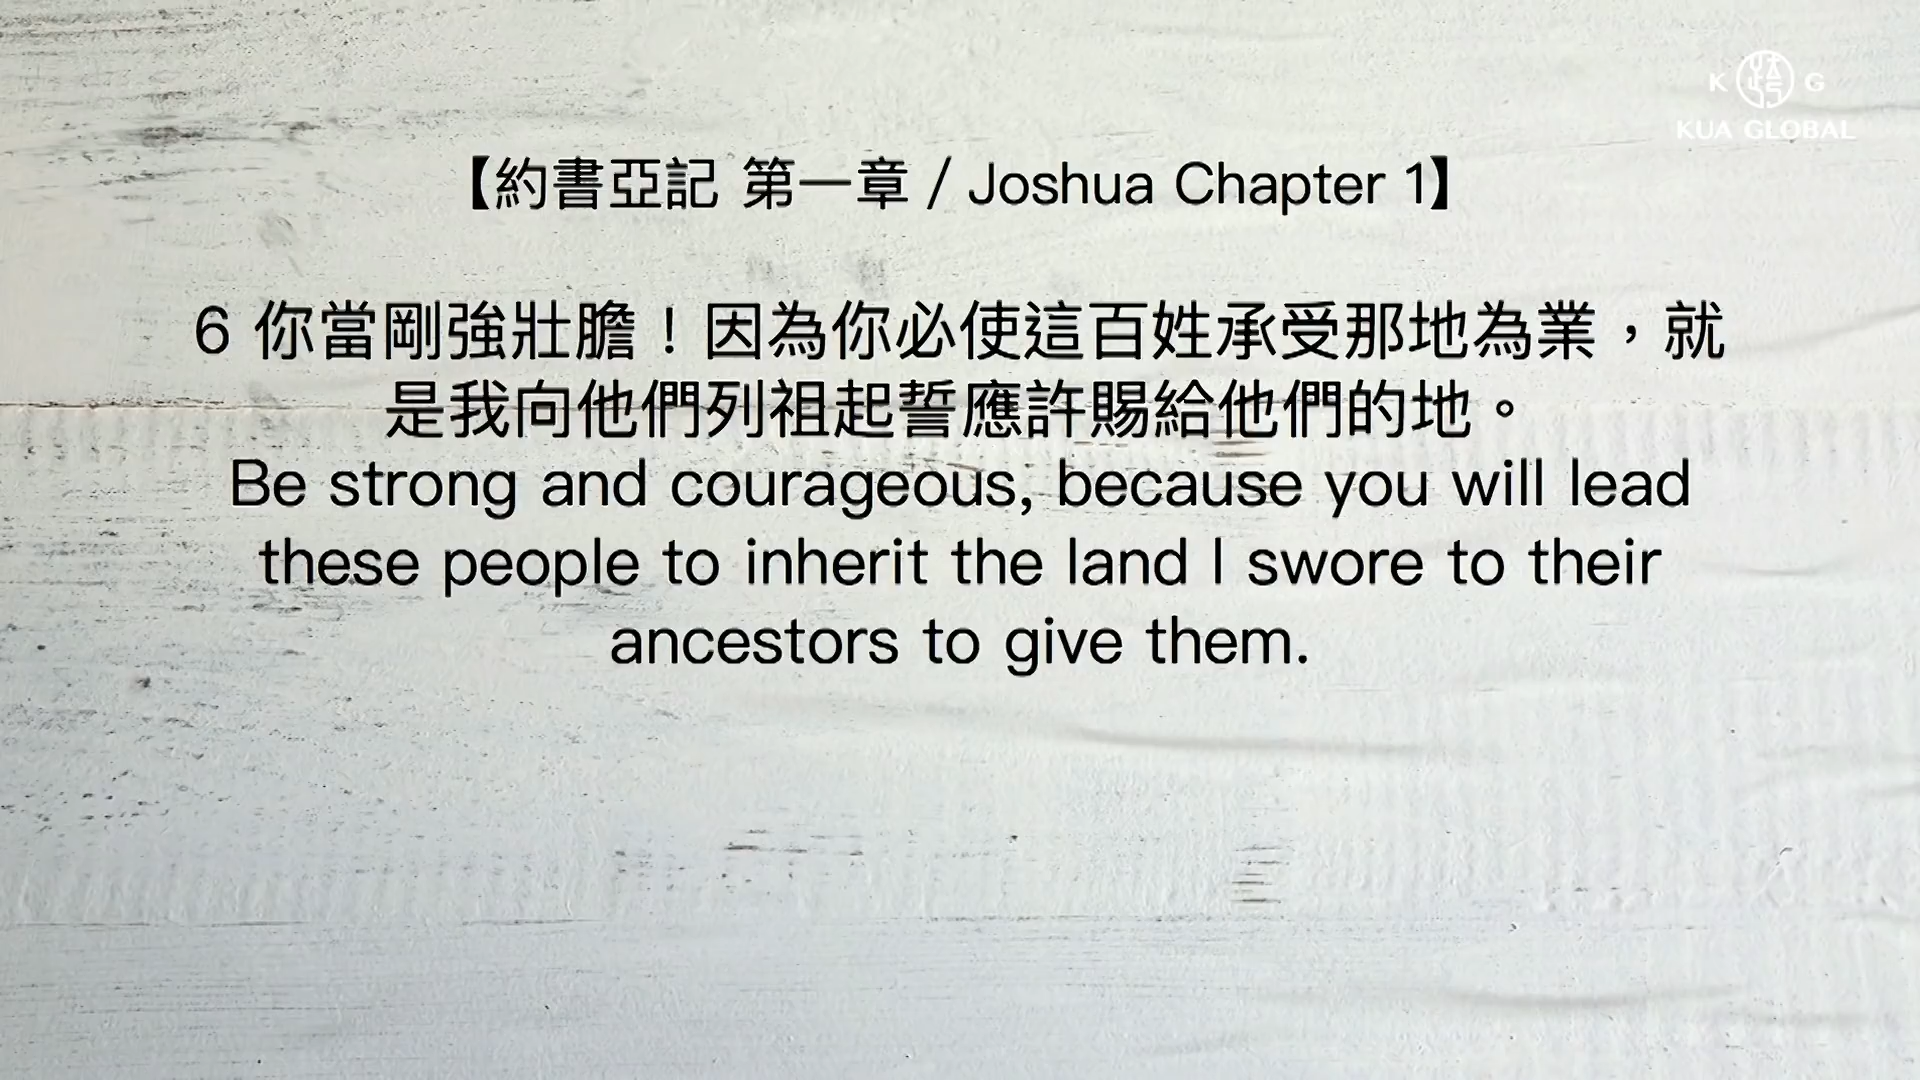 K 跨 G
KUA GLOBAL
【約書亞記 第一章 / Joshua Chapter 1】
6 你當剛強壯膽！因為你必使這百姓承受那地為業，就
是我向他們列祖起誓應許賜給他們的地。
Be strong and courageous, because you will lead
these people to inherit the land I swore to their
ancestors to give them.